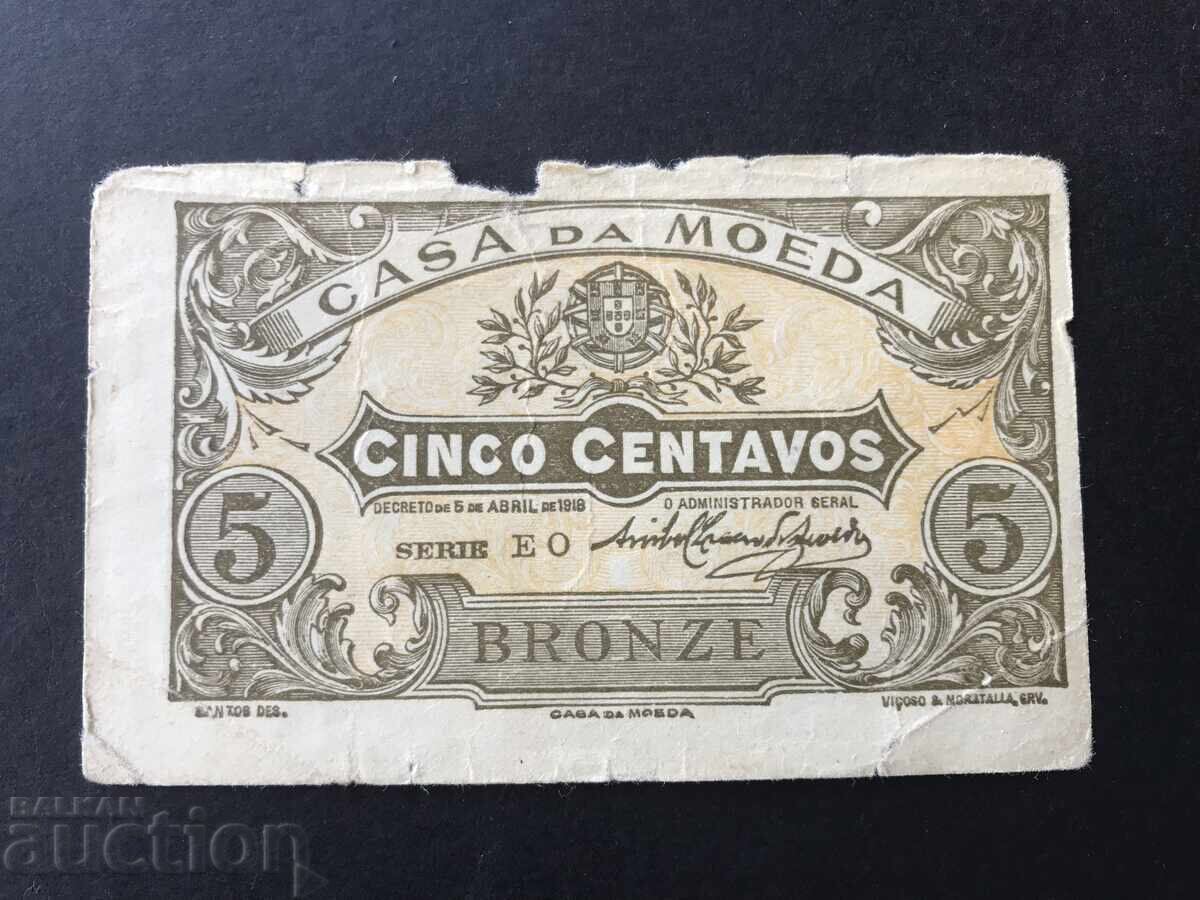 CASA DA MOEDA
CINCO CENTAVOS
5 5
DECRETO DE 5 DE ABRIL DE 1918 O ADMINISTRADOR GERAL
SERIE EO
BRONZE
SANTOS DES. CASA DA MOEDA VIÇOSO & MORATALLA, GRV.
BALKAN
auction